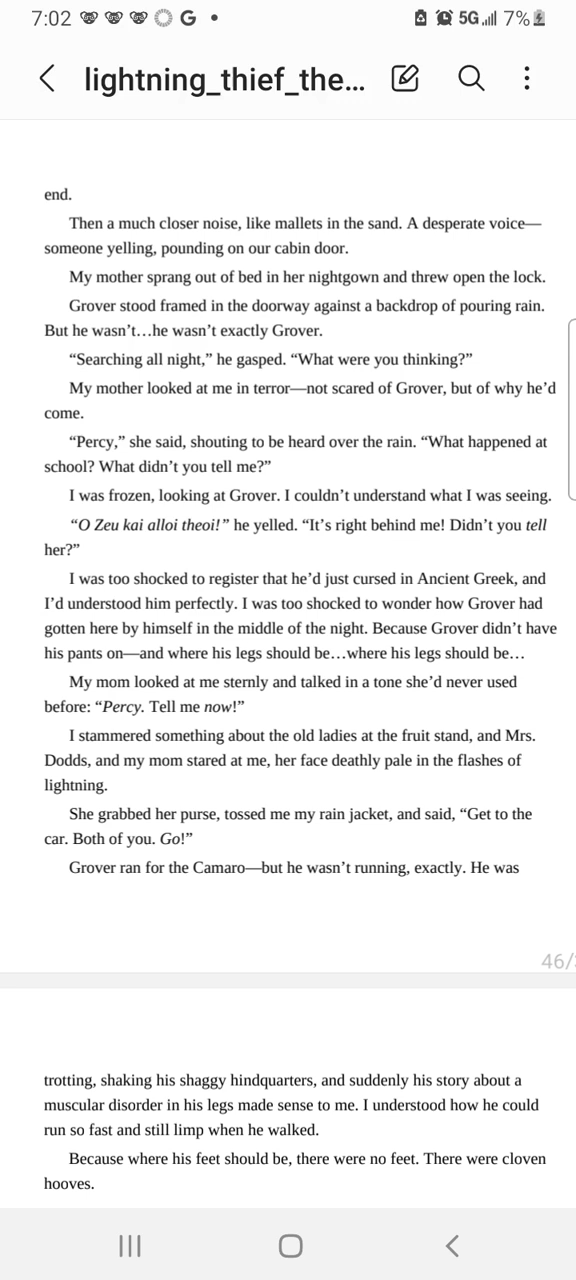 7:02 G • 5G 7%
lightning_thief_the...
end.
Then a much closer noise, like mallets in the sand. A desperate voice—
someone yelling, pounding on our cabin door.
My mother sprang out of bed in her nightgown and threw open the lock.
Grover stood framed in the doorway against a backdrop of pouring rain.
But he wasn’t…he wasn’t exactly Grover.
“Searching all night,” he gasped. “What were you thinking?”
My mother looked at me in terror—not scared of Grover, but of why he’d
come.
“Percy,” she said, shouting to be heard over the rain. “What happened at
school? What didn’t you tell me?”
I was frozen, looking at Grover. I couldn’t understand what I was seeing.
“O Zeu kai alloi theoi!” he yelled. “It’s right behind me! Didn’t you tell
her?”
I was too shocked to register that he’d just cursed in Ancient Greek, and
I’d understood him perfectly. I was too shocked to wonder how Grover had
gotten here by himself in the middle of the night. Because Grover didn’t have
his pants on—and where his legs should be…where his legs should be…
My mom looked at me sternly and talked in a tone she’d never used
before: “Percy. Tell me now!”
I stammered something about the old ladies at the fruit stand, and Mrs.
Dodds, and my mom stared at me, her face deathly pale in the flashes of
lightning.
She grabbed her purse, tossed me my rain jacket, and said, “Get to the
car. Both of you. Go!”
Grover ran for the Camaro—but he wasn’t running, exactly. He was
46/
trotting, shaking his shaggy hindquarters, and suddenly his story about a
muscular disorder in his legs made sense to me. I understood how he could
run so fast and still limp when he walked.
Because where his feet should be, there were no feet. There were cloven
hooves.